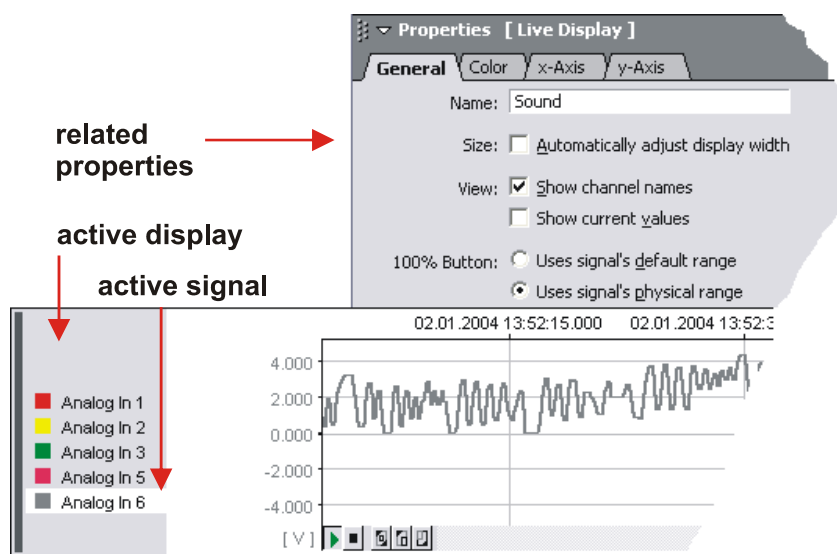 Properties [ Live Display ]
General Color x-Axis y-Axis
Name: Sound
related
properties
Size: Automatically adjust display width
View: Show channel names
Show current values
active display
100% Button: Uses signal's default range
active signal
Uses signal's physical range
02.01.2004 13:52:15.000 02.01.2004 13:52:3
4.000
Analog In 1
2.000
Analog In 2
0.000
Analog In 3
-2.000
Analog In 5
Analog In 6
-4.000
[ V ]